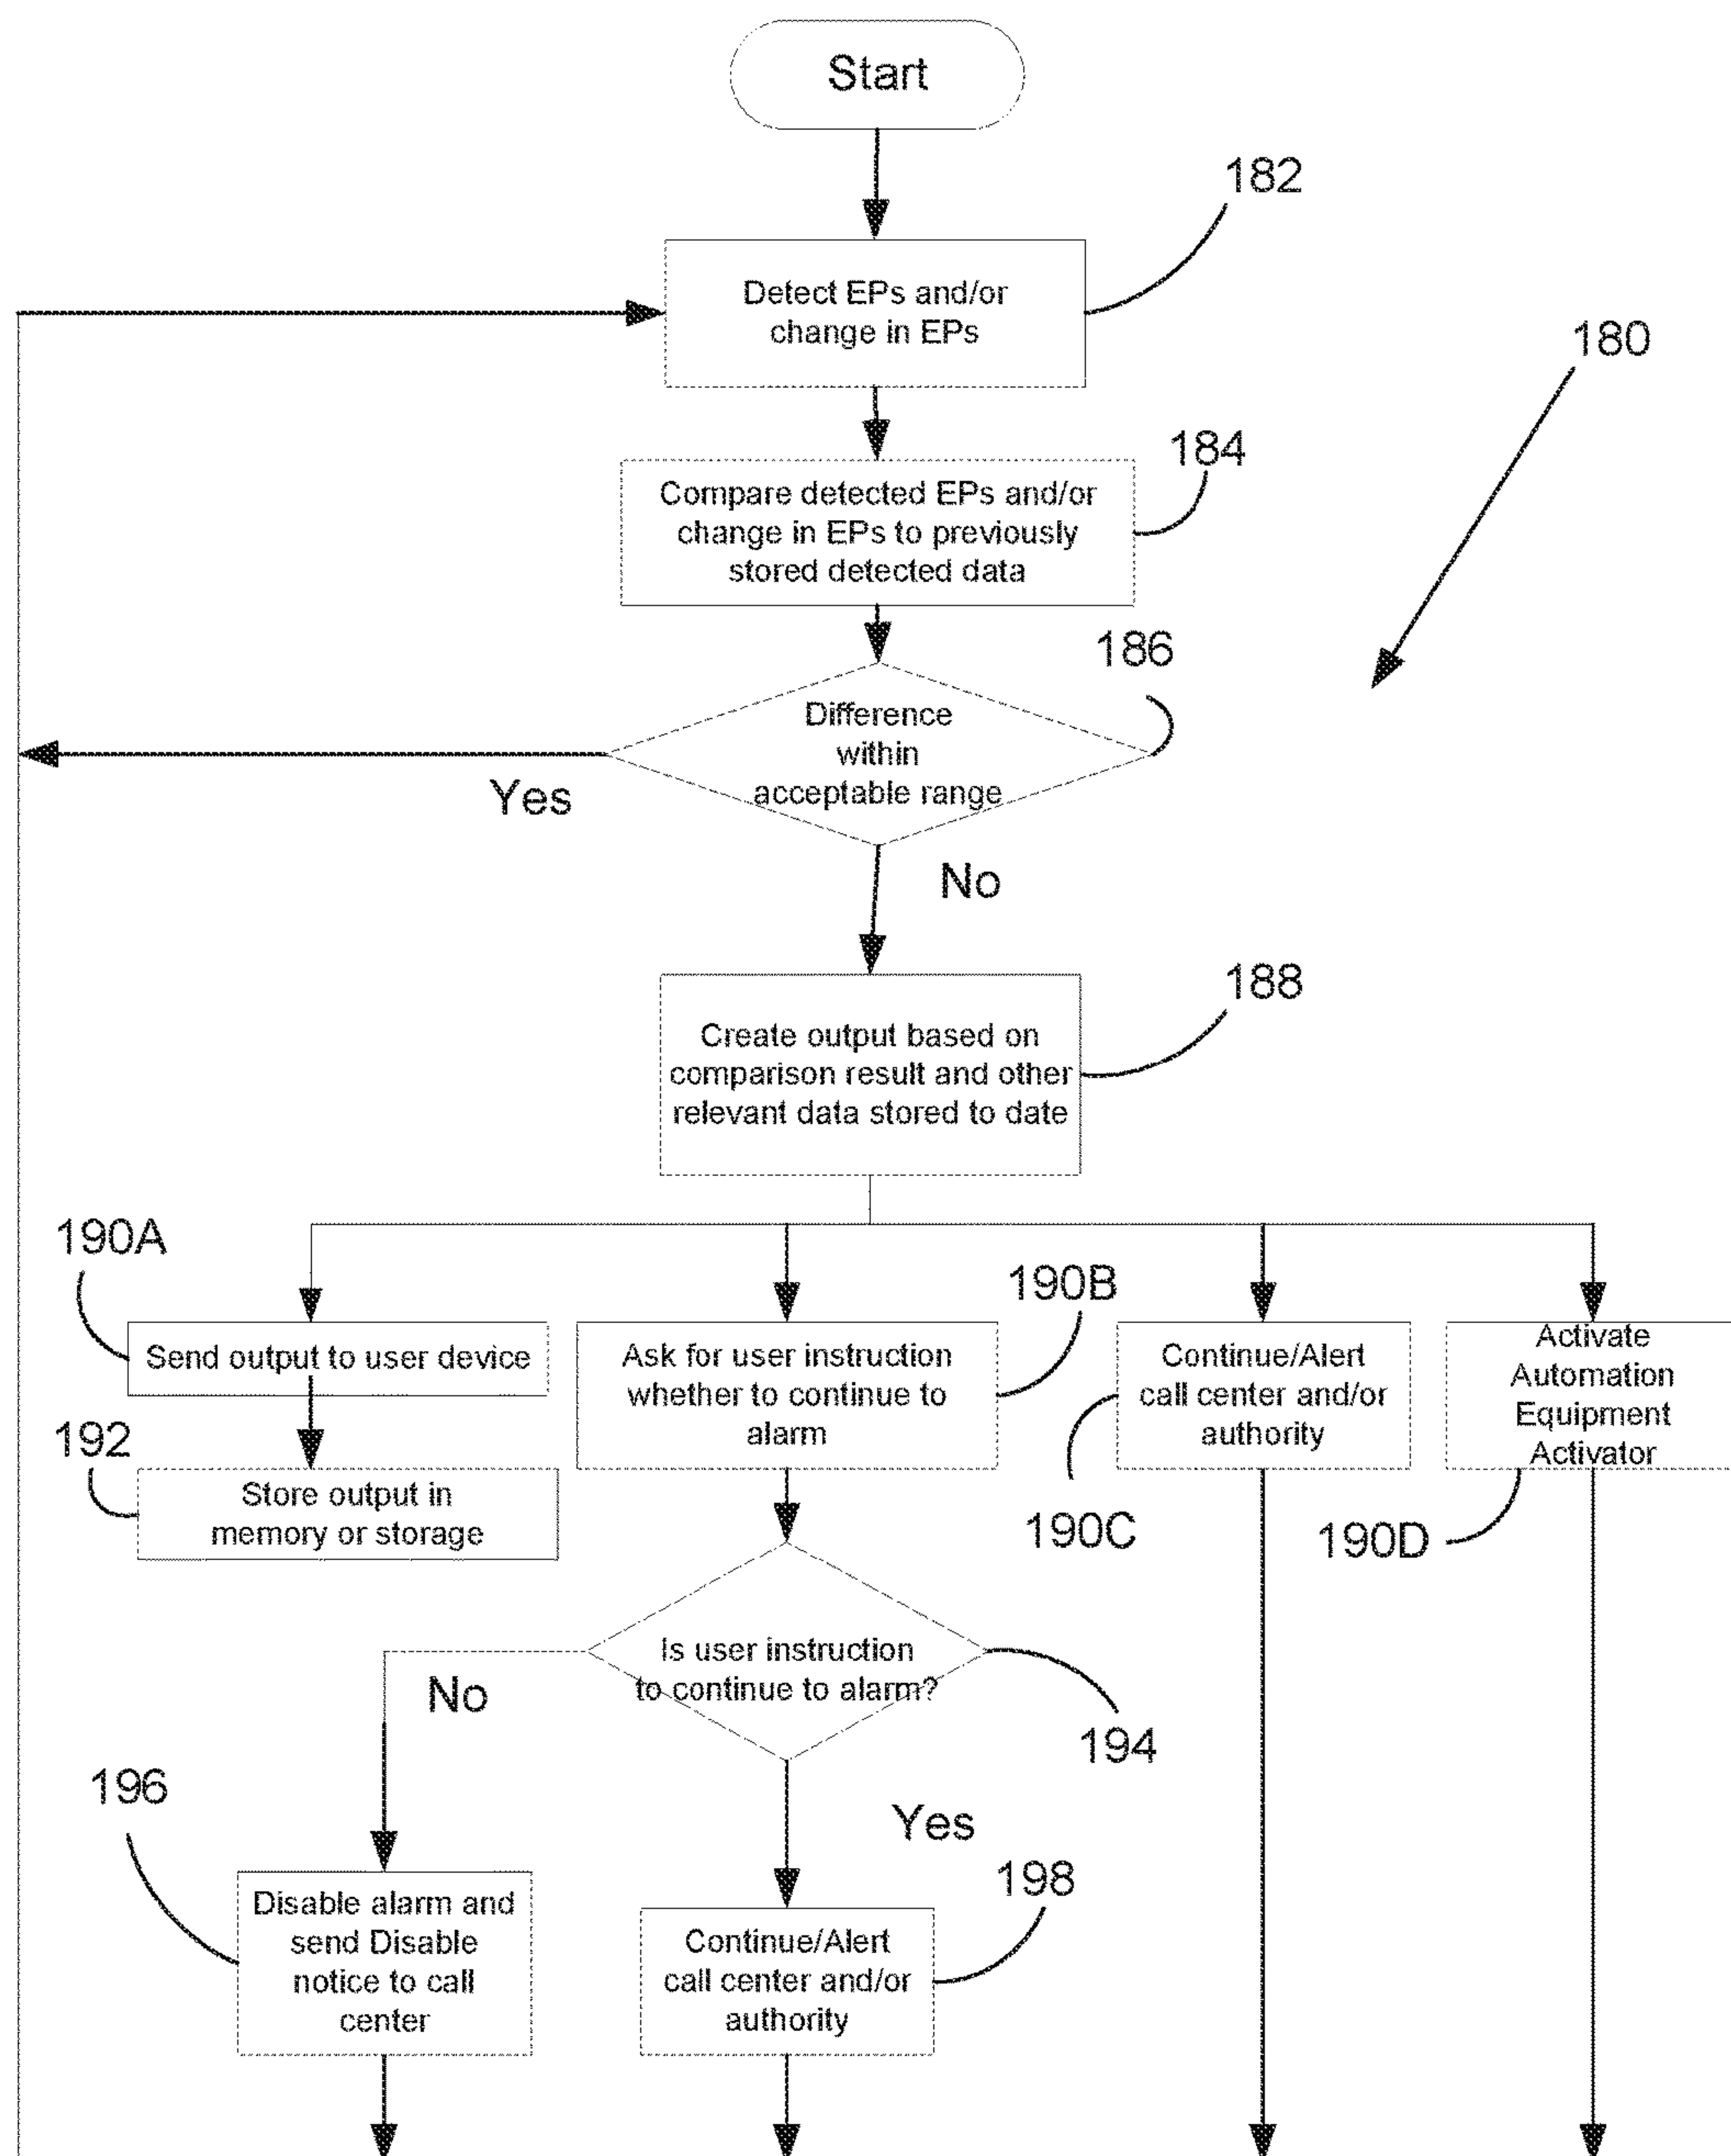 Start
182
Detect EPs and/or
change in EPs
180
184
Compare detected EPs and/or
change in EPs to previously
stored detected data
186
Difference
within
acceptable range
Yes
No
188
Create output based on
comparison result and other
relevant data stored to date
190A
190B
Send output to user device
Ask for user instruction
whether to continue to
alarm
Continue/Alert
call center and/or
authority
Activate
Automation
Equipment
Activator
192
Store output in
memory or storage
190C
190D
Is user instruction
to continue to alarm?
No
194
196
Yes
198
Disable alarm and
send Disable
notice to call
center
Continue/Alert
call center and/or
authority